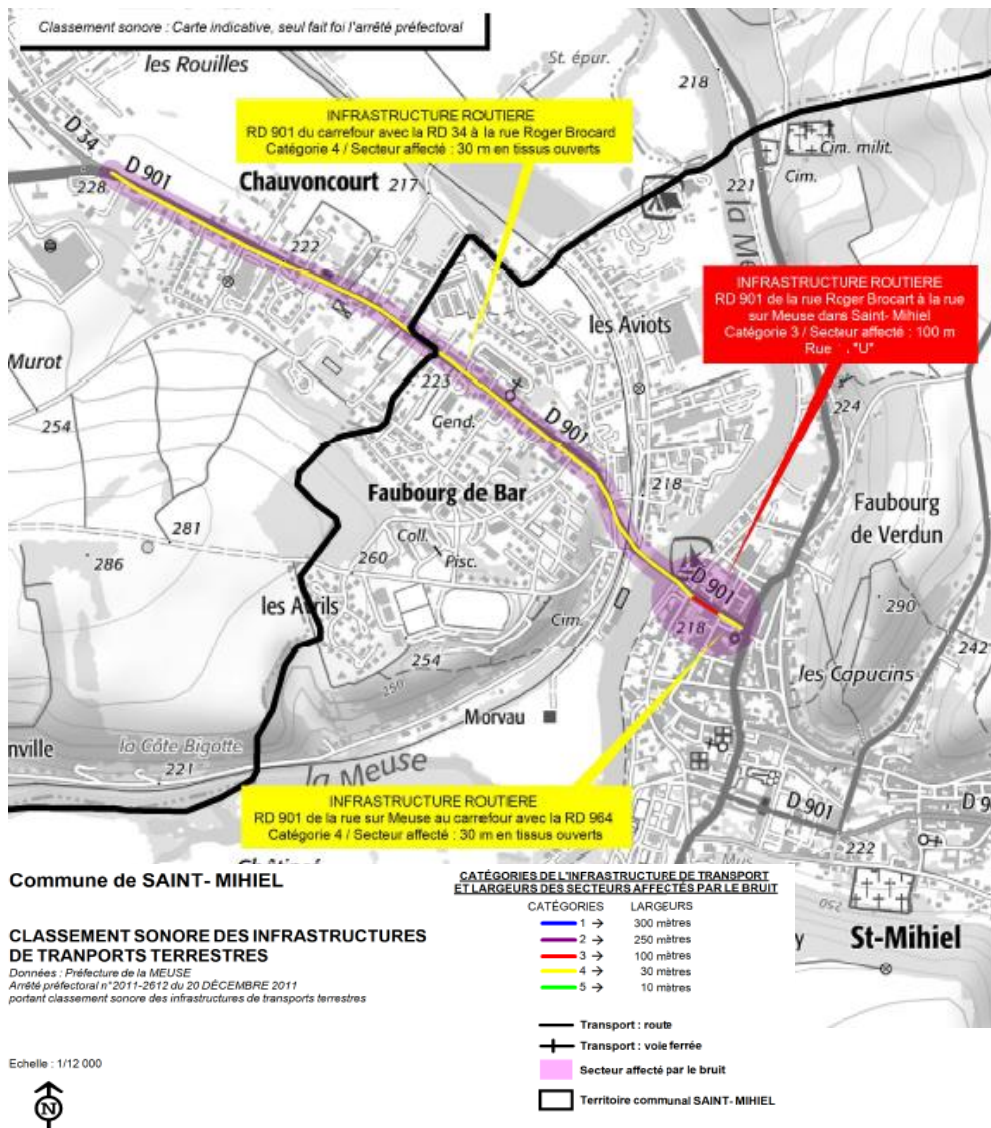 Classement sonore : Carte indicative, seul fait foi l'arrêté préfectoral
les Rouilles
St. épur.
218
INFRASTRUCTURE ROUTIERE
RD 901 du carrefour avec la RD 34 à la rue Roger Brocard
Catégorie 4 / Secteur affecté : 30 m en tissus ouverts
D 34
D 901
228
Chauvoncourt
217
Cim. milit.
Cim.
221
la Me
222
INFRASTRUCTURE ROUTIERE
RD 901 de la rue Roger Brocart à la rue
sur Meuse dans Saint- Mihiel
Catégorie 3 / Secteur affecté : 100 m
Rue "U"
les Aviots
Murot
223
254
Gend.
D 901
224
Faubourg de Bar
218
Faubourg
de Verdun
281
286
Coll.
260
Pisc.
D 901
les Avrils
Cim.
218
290
254
250
242
les Capucins
Morvau
nville
la Côte Bigotte
221
la Meuse
INFRASTRUCTURE ROUTIERE
RD 901 de la rue sur Meuse au carrefour avec la RD 964
Catégorie 4 / Secteur affecté : 30 m en tissus ouverts
D 901
D 9
222
250
y
St-Mihiel
Commune de SAINT- MIHIEL
CLASSEMENT SONORE DES INFRASTRUCTURES
DE TRANPORTS TERRESTRES
Données : Préfecture de la MEUSE
Arrêté préfectoral n°2011-2612 du 20 DÉCEMBRE 2011
portant classement sonore des infrastructures de transports terrestres
Echelle : 1/12 000
N
CATÉGORIES DE L'INFRASTRUCTURE DE TRANSPORT
ET LARGEURS DES SECTEURS AFFECTÉS PAR LE BRUIT
CATÉGORIES LARGEURS
1 → 300 mètres
2 → 250 mètres
3 → 100 mètres
4 → 30 mètres
5 → 10 mètres
Transport : route
Transport : voie ferrée
Secteur affecté par le bruit
Territoire communal SAINT- MIHIEL